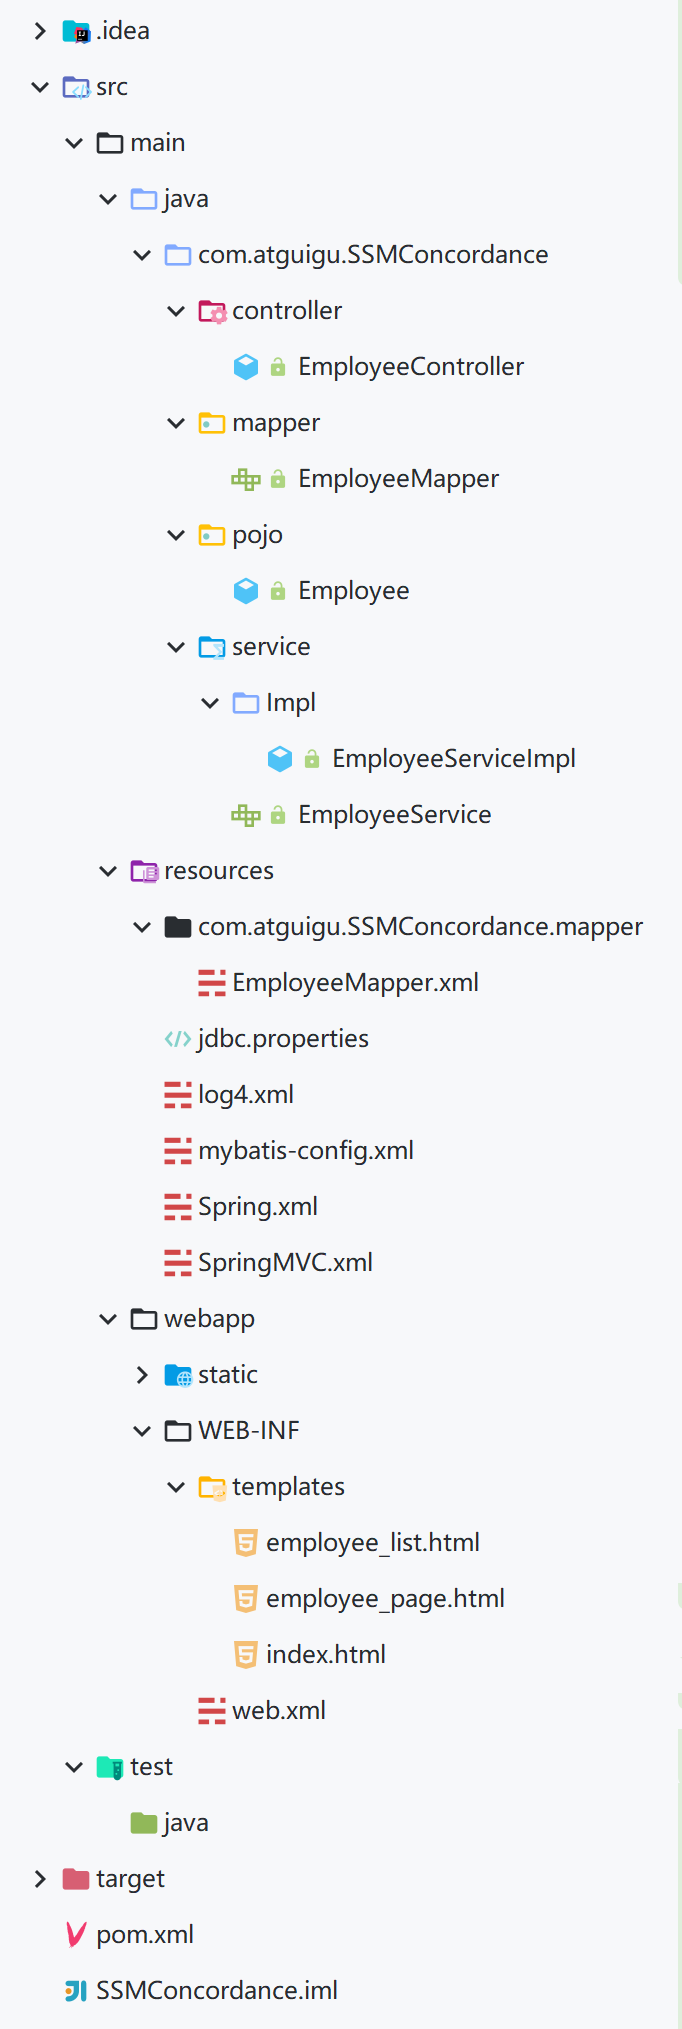 .idea
src
main
java
com.atguigu.SSMConcordance
controller
EmployeeController
mapper
EmployeeMapper
pojo
Employee
service
Impl
EmployeeServiceImpl
EmployeeService
resources
com.atguigu.SSMConcordance.mapper
EmployeeMapper.xml
jdbc.properties
log4.xml
mybatis-config.xml
Spring.xml
SpringMVC.xml
webapp
static
WEB-INF
templates
employee_list.html
employee_page.html
index.html
web.xml
test
java
target
pom.xml
SSMConcordance.iml